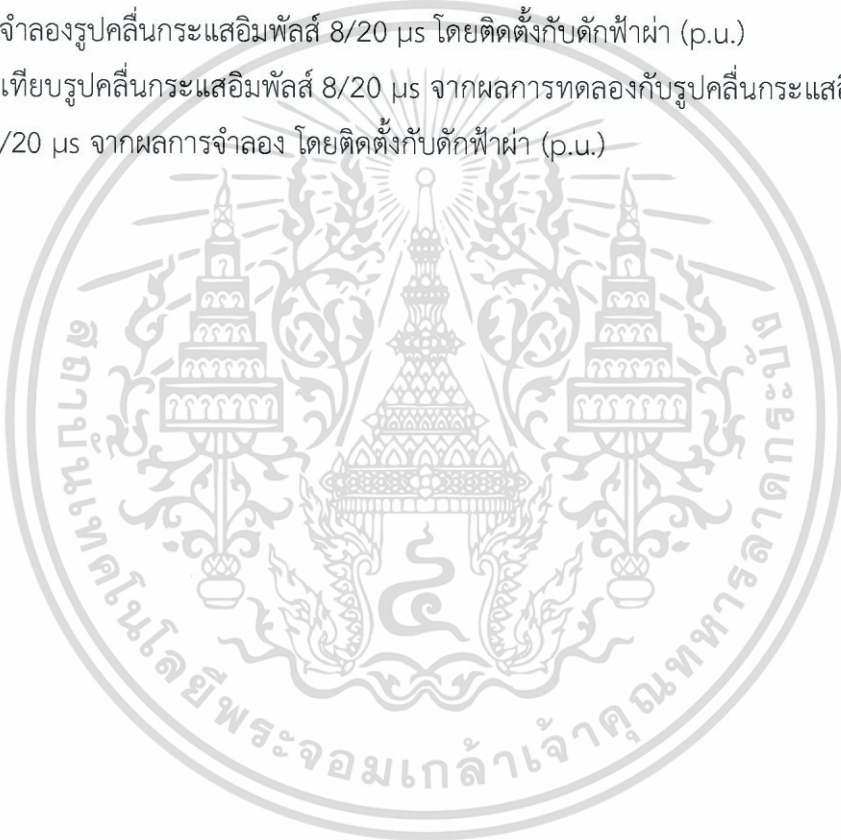 จำลองรูปคลื่นกระแสอิมพัลส์ 8/20 µs โดยติดตั้งกับดักฟ้าผ่า (p.u.)
เทียบรูปคลื่นกระแสอิมพัลส์ 8/20 µs จากผลการทดลองกับรูปคลื่นกระแสอิ
/20 µs จากผลการจำลอง โดยติดตั้งกับดักฟ้าผ่า (p.u.)
สถาบันเทคโนโลยีพระจอมเกล้าเจ้าคุณทหารลาดกระบัง